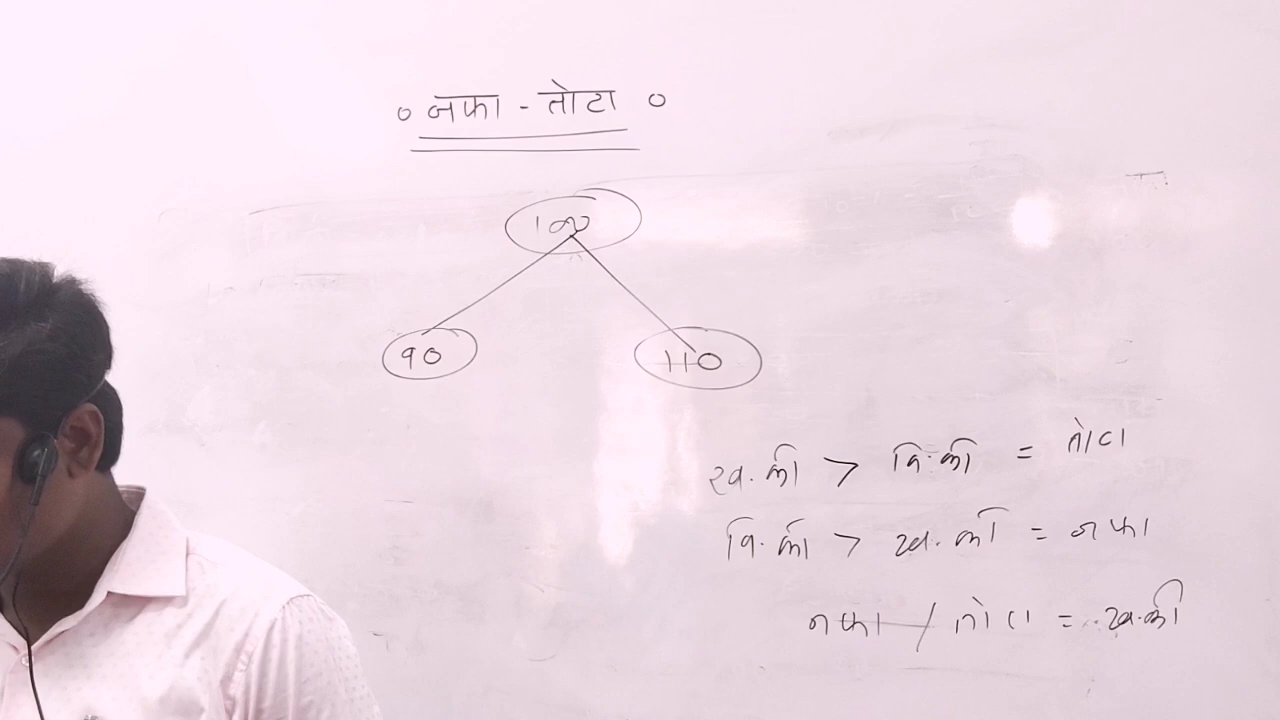 ० नफा - तोटा ०
100
90 110
ख.की > वि.की = तोटा
वि.की > ख.की = नफा
नफा / तोटा = ख.की